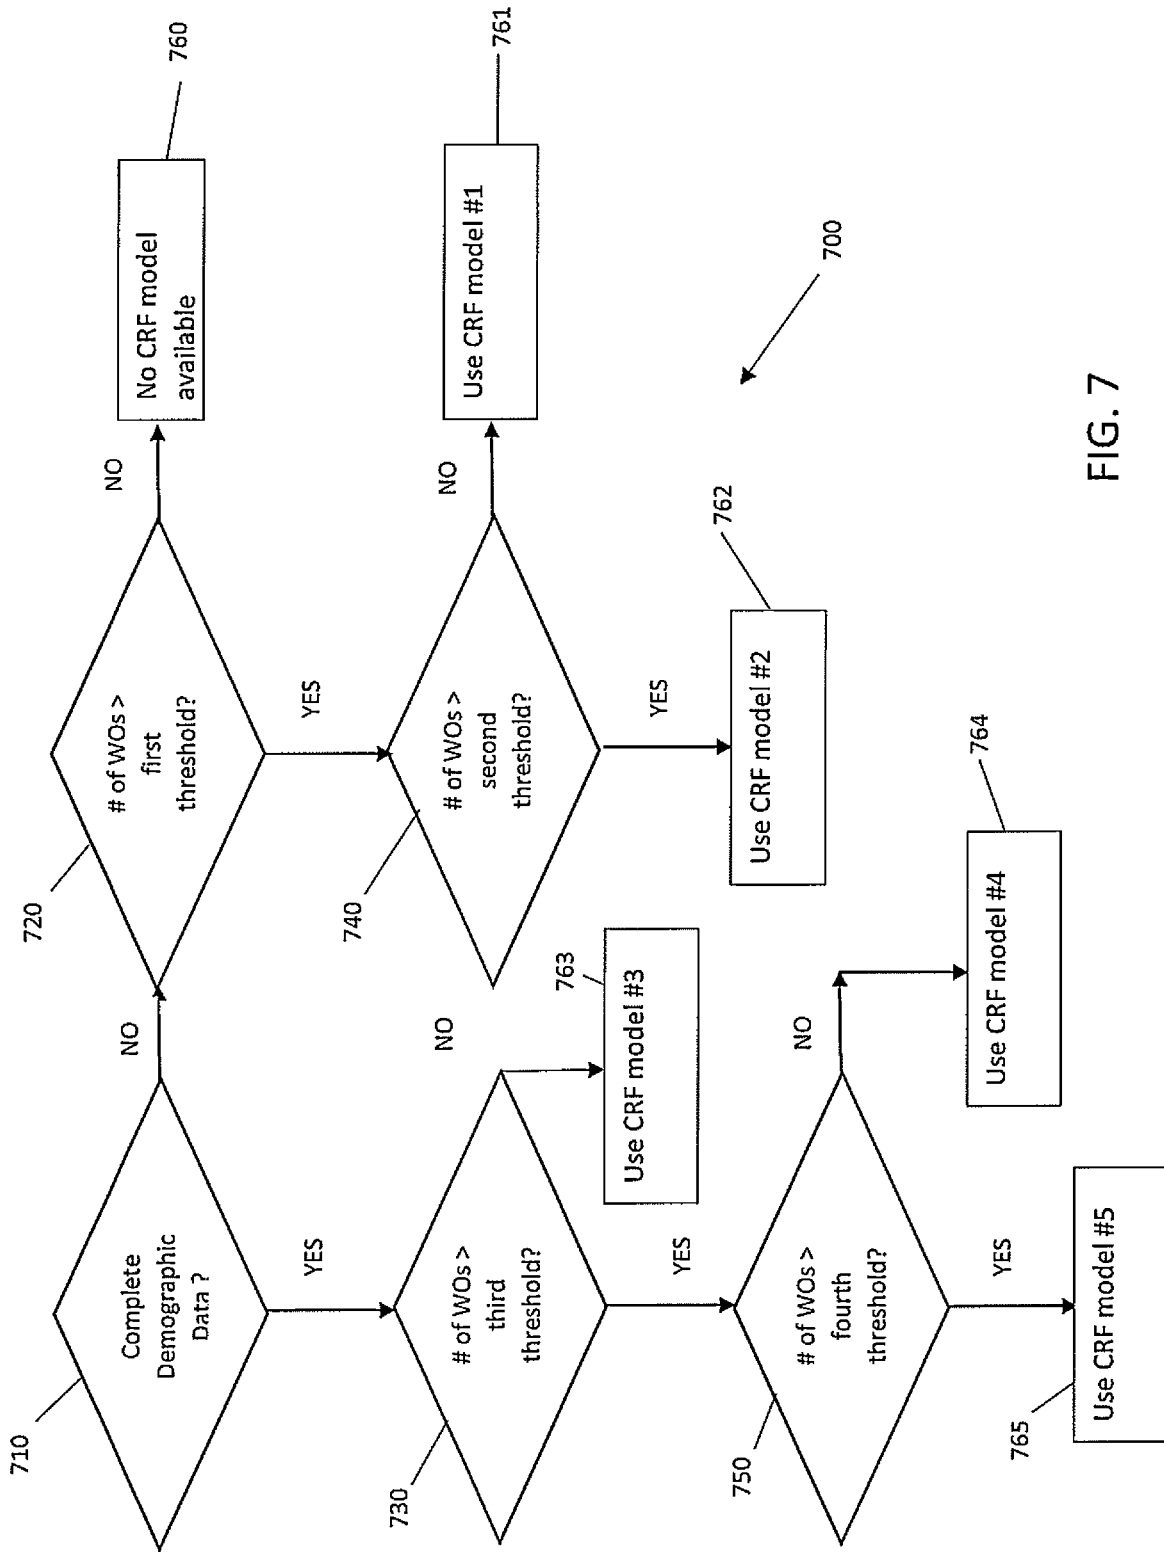 710
Complete
Demographic
Data ?
NO
YES
720
# of WOs >
first
threshold?
NO
YES
No CRF model
available
760
730
# of WOs >
third
threshold?
NO
YES
763
Use CRF model #3
740
# of WOs >
second
threshold?
NO
YES
Use CRF model #1
761
Use CRF model #2
762
750
# of WOs >
fourth
threshold?
NO
YES
Use CRF model #4
764
765
Use CRF model #5
700
FIG. 7